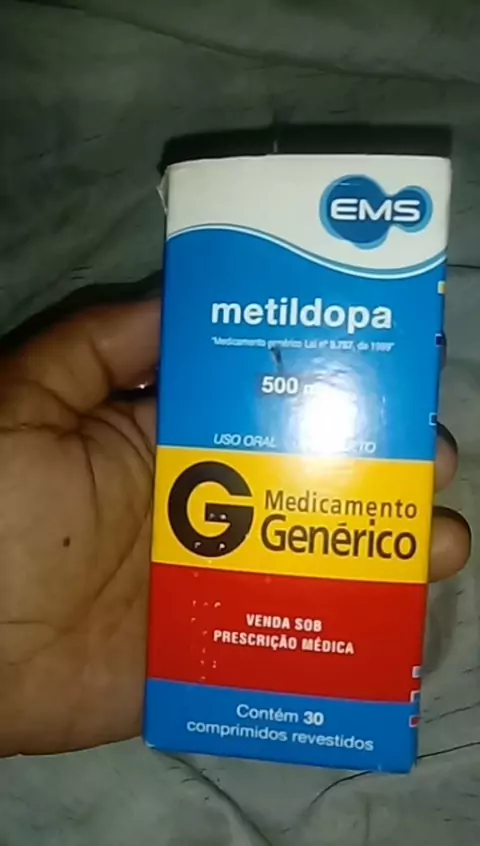 EMS
metildopa
"Medicamento genérico Lei nº 9.787, de 1999"
500
USO ORAL
G Medicamento
Genérico
VENDA SOB
PRESCRIÇÃO MÉDICA
Contém 30
comprimidos revestidos